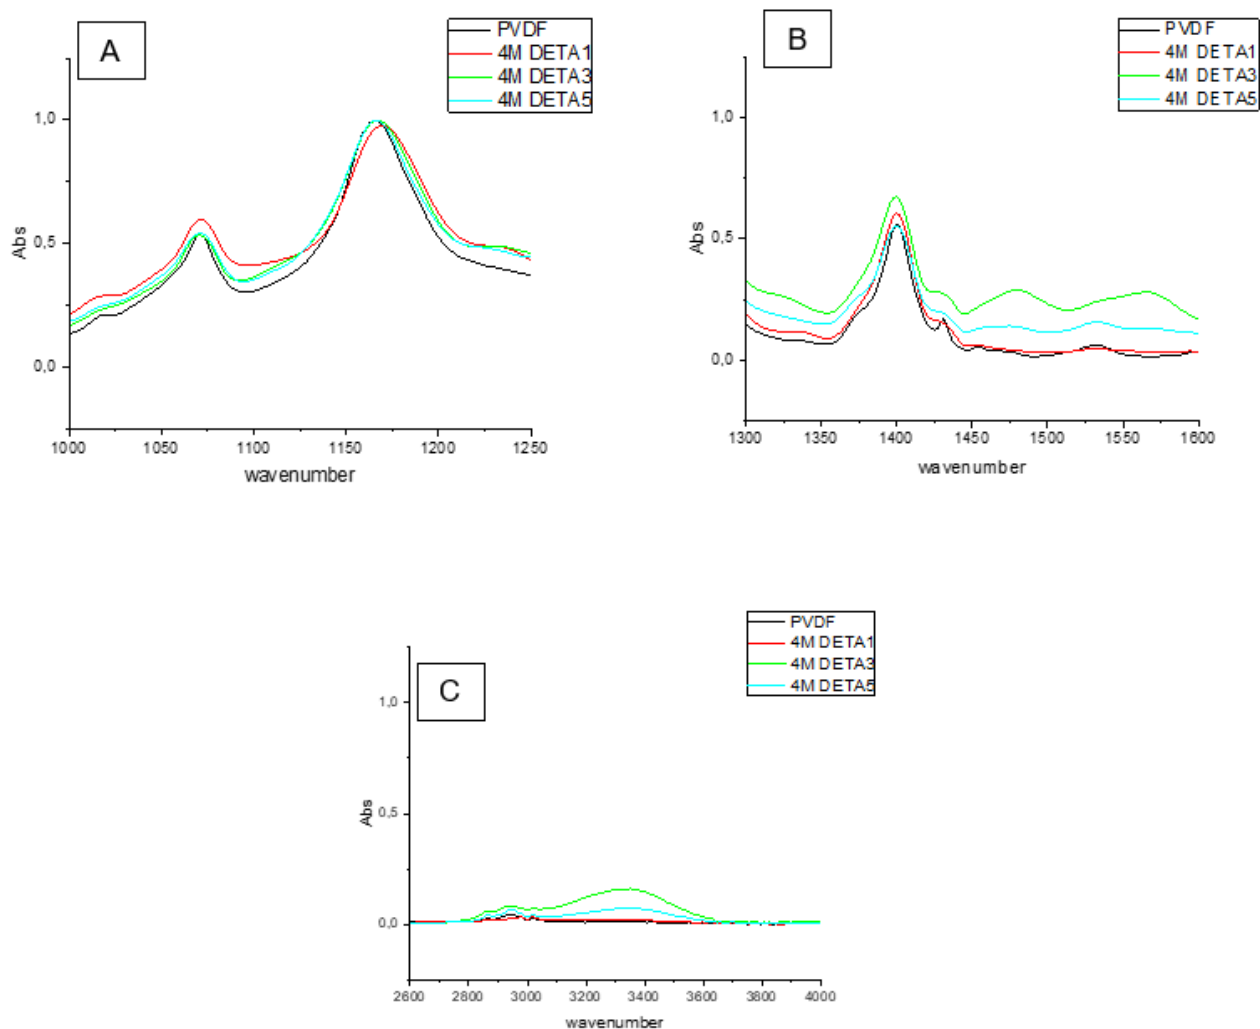 A
PVDF
4M DETA1
4M DETA3
4M DETA5
1,0
0,5
0,0
Abs
1000 1050 1100 1150 1200 1250
wavenumber
B
PVDF
4M DETA1
4M DETA3
4M DETA5
1,0
0,5
0,0
Abs
1300 1350 1400 1450 1500 1550 1600
wavenumber
C
PVDF
4M DETA1
4M DETA3
4M DETA5
1,0
0,5
0,0
Abs
2600 2800 3000 3200 3400 3600 3800 4000
wavenumber